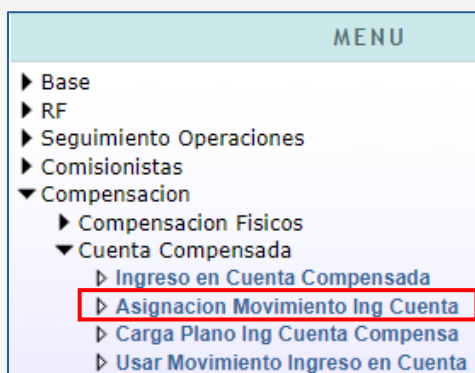 MENU
Base
RF
Seguimiento Operaciones
Comisionistas
Compensacion
Compensacion Fisicos
Cuenta Compensada
Ingreso en Cuenta Compensada
Asignacion Movimiento Ing Cuenta
Carga Plano Ing Cuenta Compensa
Usar Movimiento Ingreso en Cuenta